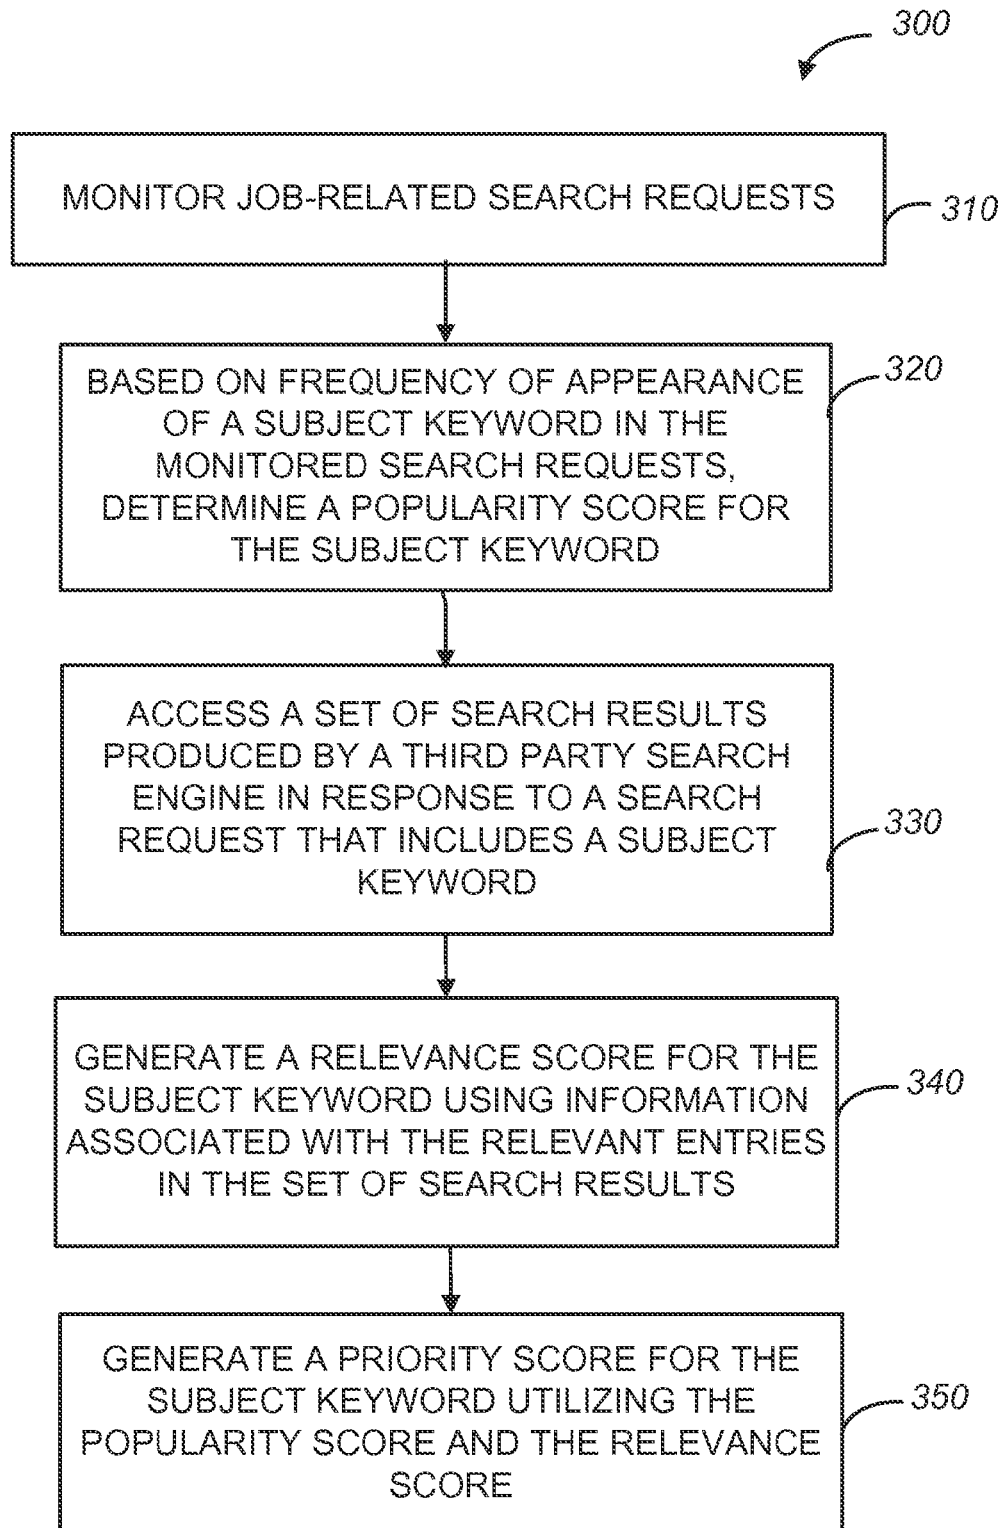 300
MONITOR JOB-RELATED SEARCH REQUESTS
310
BASED ON FREQUENCY OF APPEARANCE
OF A SUBJECT KEYWORD IN THE
MONITORED SEARCH REQUESTS,
DETERMINE A POPULARITY SCORE FOR
THE SUBJECT KEYWORD
320
ACCESS A SET OF SEARCH RESULTS
PRODUCED BY A THIRD PARTY SEARCH
ENGINE IN RESPONSE TO A SEARCH
REQUEST THAT INCLUDES A SUBJECT
KEYWORD
330
GENERATE A RELEVANCE SCORE FOR THE
SUBJECT KEYWORD USING INFORMATION
ASSOCIATED WITH THE RELEVANT ENTRIES
IN THE SET OF SEARCH RESULTS
340
GENERATE A PRIORITY SCORE FOR THE
SUBJECT KEYWORD UTILIZING THE
POPULARITY SCORE AND THE RELEVANCE
SCORE
350